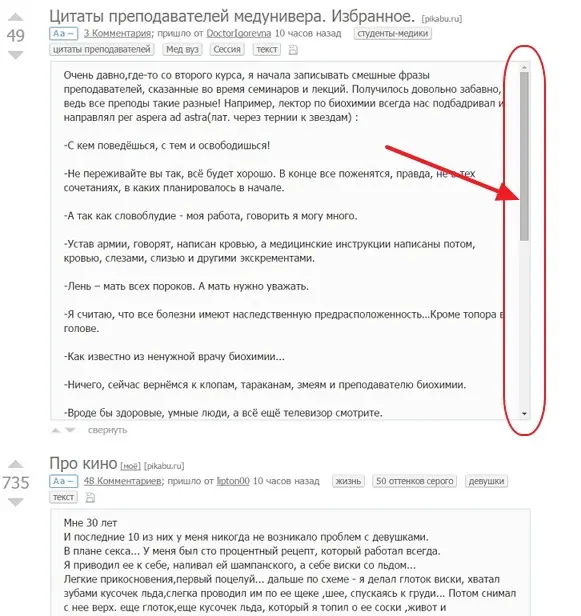 Цитаты преподавателей медунивера. Избранное. [pikabu.ru]
49
Aa − 3 Комментария; пришло от DoctorIgorevna 10 часов назад студенты-медики
цитаты преподавателей Мед вуз Сессия текст
Очень давно,где-то со второго курса, я начала записывать смешные фразы
преподавателей, сказанные во время семинаров и лекций. Получилось довольно забавно,
ведь все преподы такие разные! Например, лектор по биохимии всегда нас подбадривал и
направлял per aspera ad astra(лат. через тернии к звездам) :
-С кем поведёшься, с тем и освободишься!
-Не переживайте вы так, всё будет хорошо. В конце все поженятся, правда, не в тех
сочетаниях, в каких планировалось в начале.
-А так как словоблудие - моя работа, говорить я могу много.
-Устав армии, говорят, написан кровью, а медицинские инструкции написаны потом,
кровью, слезами, слизью и другими экскрементами.
-Лень – мать всех пороков. А мать нужно уважать.
-Я считаю, что все болезни имеют наследственную предрасположенность…Кроме топора в
голове.
-Как известно из ненужной врачу биохимии...
-Ничего, сейчас вернёмся к клопам, тараканам, змеям и преподавателю биохимии.
-Вроде бы здоровые, умные люди, а всё ещё телевизор смотрите.
свернуть
Про кино [моё] [pikabu.ru]
735
Aa − 48 Комментариев; пришло от lipton00 10 часов назад жизнь 50 оттенков серого девушки
текст
Мне 30 лет
И последние 10 из них у меня никогда не возникало проблем с девушками.
В плане секса... У меня был сто процентный рецепт, который работал всегда.
Я приводил ее к себе, наливал ей шампанского, а себе виски со льдом...
Легкие прикосновения,первый поцелуй... дальше по схеме - я делал глоток виски, хватал
зубами кусочек льда,слегка проводил им по ее щеке ,шее, спускаясь к груди... Потом снимал
с нее верх. еще глоток,еще кусочек льда, который я топил о ее соски ,живот и